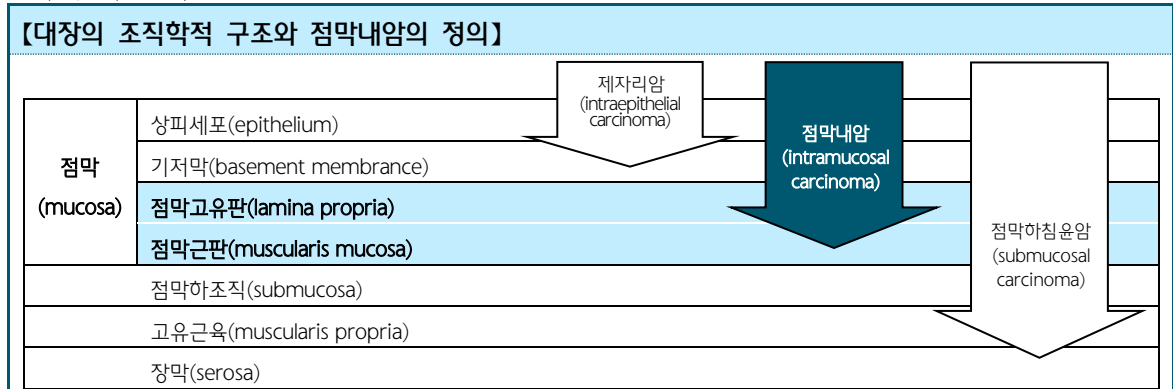 【대장의 조직학적 구조와 점막내암의 정의】
제자리암
(intraepithelial
carcinoma)
점막내암
(intramucosal
carcinoma)
점막하침윤암
(submucosal
carcinoma)
점막
(mucosa)
상피세포(epithelium)
기저막(basement membrance)
점막고유판(lamina propria)
점막근판(muscularis mucosa)
점막하조직(submucosa)
고유근육(muscularis propria)
장막(serosa)